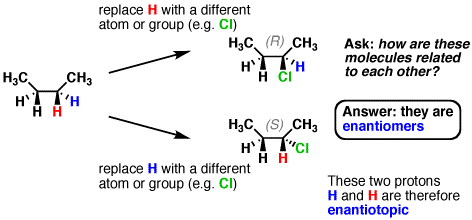 replace H with a different
atom or group (e.g. Cl)
H₃C
CH₃
(R)
H
H
H
Cl
Ask: how are these
molecules related
to each other?
H₃C
CH₃
H
H
H
H
Answer: they are
enantiomers
H₃C
CH₃
(S)
Cl
H
H
H
replace H with a different
atom or group (e.g. Cl)
These two protons
H and H are therefore
enantiotopic